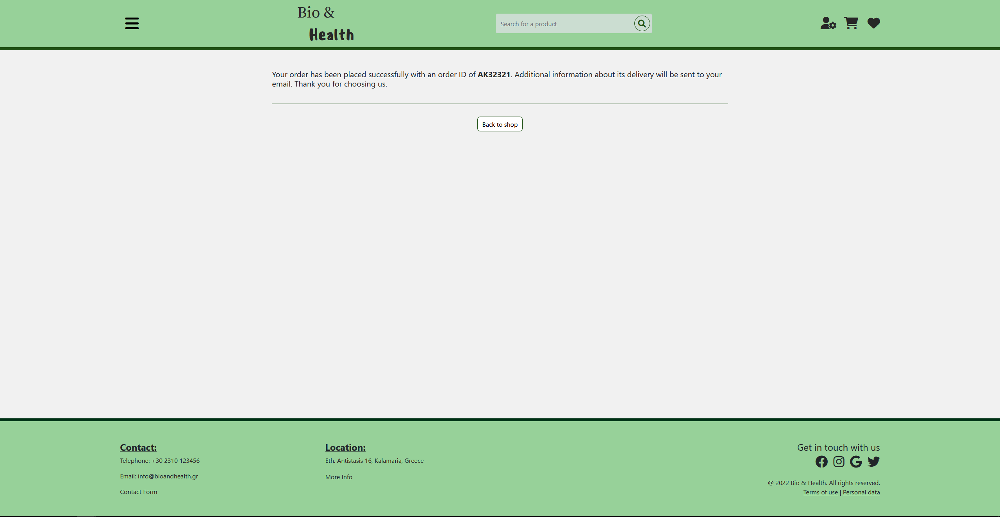 Bio &
Health
Search for a product
Your order has been placed successfully with an order ID of AK32321. Additional information about its delivery will be sent to your
email. Thank you for choosing us.
Back to shop
Contact:
Telephone: +30 2310 123456
Email: info@bioandhealth.gr
Contact Form
Location:
Eth. Antistasis 16, Kalamaria, Greece
More Info
Get in touch with us
@ 2022 Bio & Health. All rights reserved.
Terms of use | Personal data